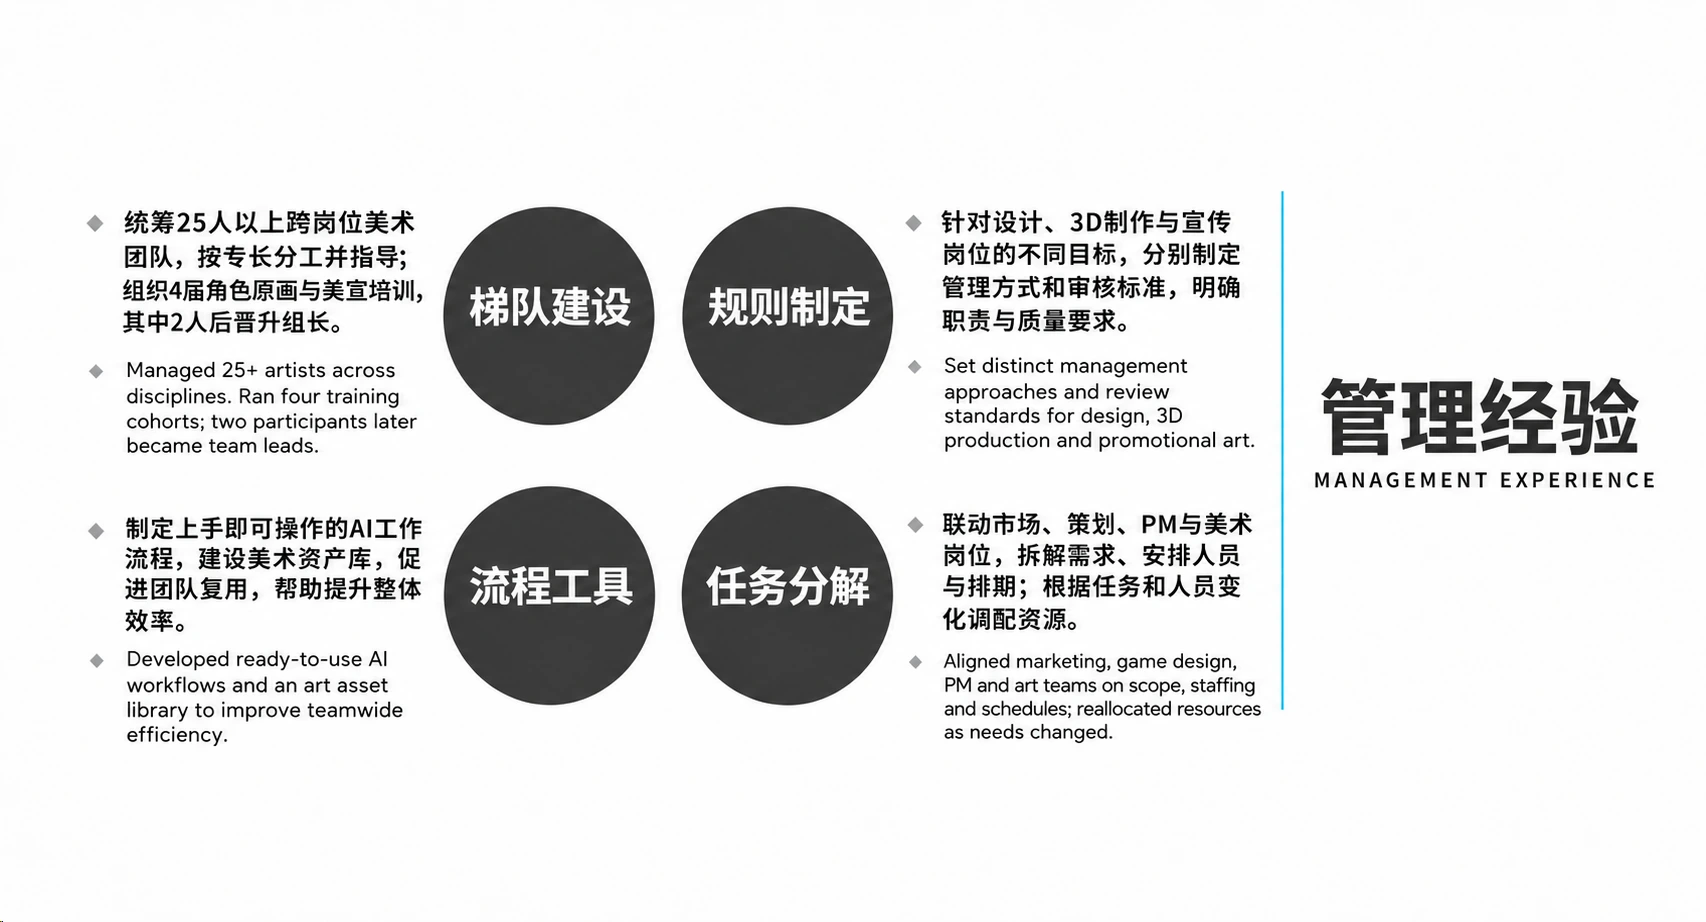 统筹25人以上跨岗位美术
团队，按专长分工并指导；
组织4届角色原画与美宣培训，
其中2人后晋升组长。
Managed 25+ artists across
disciplines. Ran four training
cohorts; two participants later
became team leads.
梯队建设
规则制定
针对设计、3D制作与宣传
岗位的不同目标，分别制定
管理方式和审核标准，明确
职责与质量要求。
Set distinct management
approaches and review
standards for design, 3D
production and promotional art.
制定上手即可操作的AI工作
流程，建设美术资产库，促
进团队复用，帮助提升整体
效率。
Developed ready-to-use AI
workflows and an art asset
library to improve teamwide
efficiency.
流程工具
任务分解
联动市场、策划、PM与美术
岗位，拆解需求、安排人员
与排期；根据任务和人员变
化调配资源。
Aligned marketing, game design,
PM and art teams on scope, staffing
and schedules; reallocated resources
as needs changed.
管理经验
MANAGEMENT EXPERIENCE